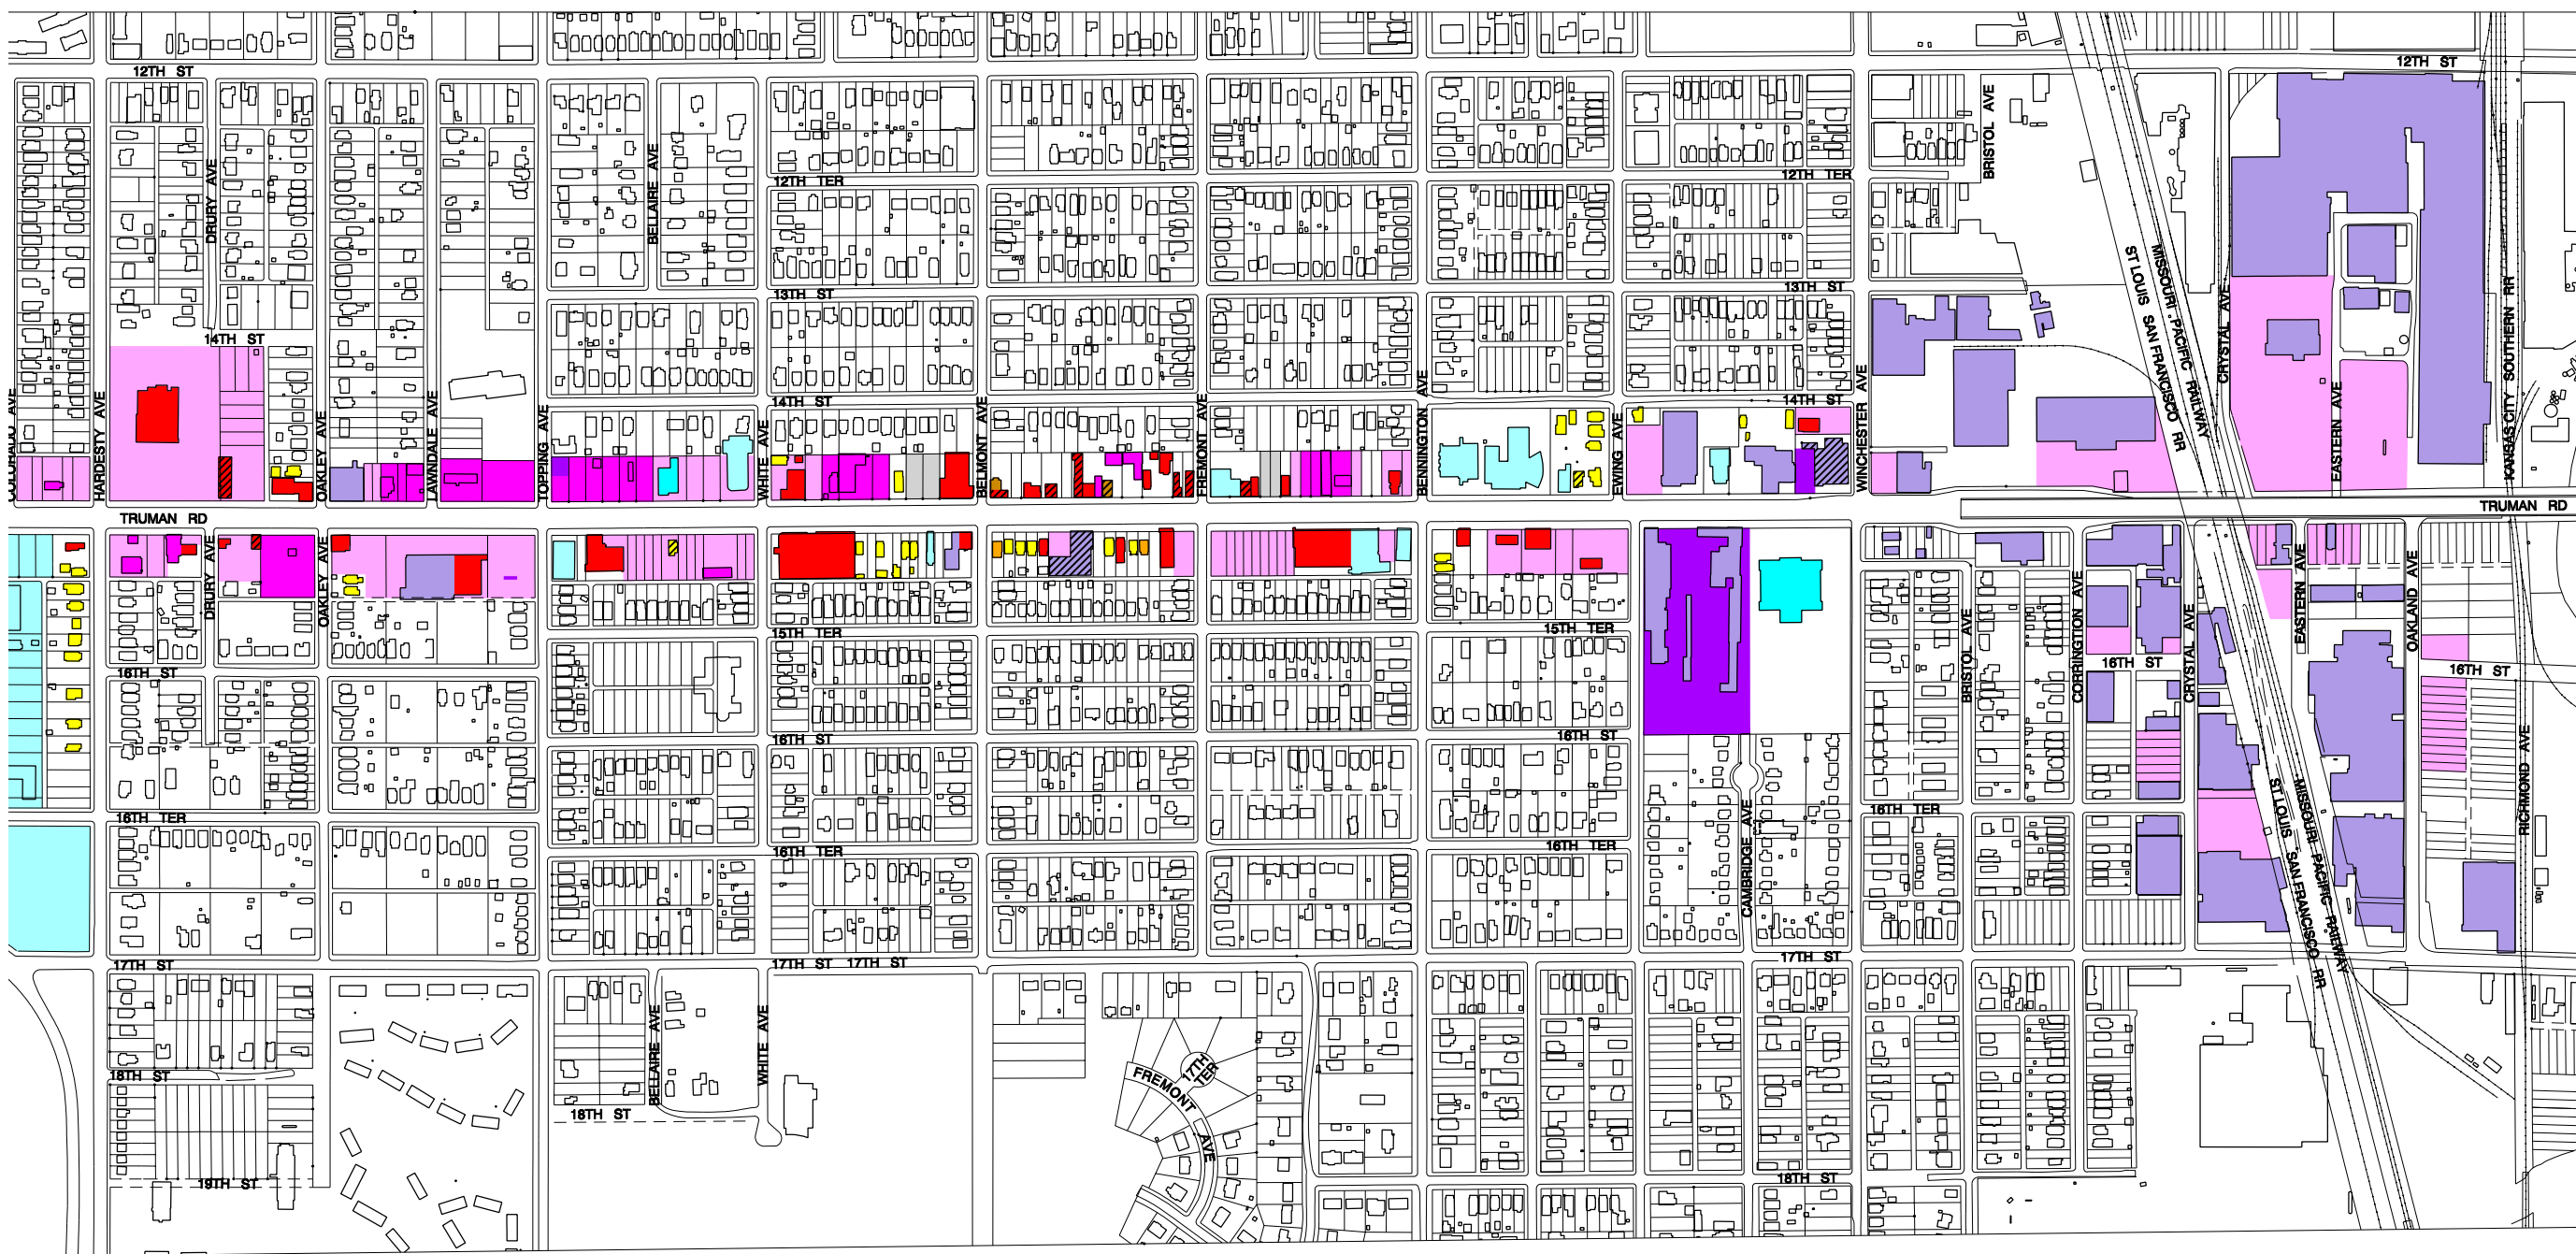 12TH ST
12TH ST
DRURY AVE
BELLAIRE AVE
12TH TER
12TH TER
BRISTOL AVE
13TH ST
13TH ST
ST LOUIS SAN FRANCISCO RR
MISSOURI PACIFIC RAILWAY
CRYSTAL AVE
KANSAS CITY SOUTHERN RR
14TH ST
14TH ST
14TH ST
COLORADO AVE
HARDESTY AVE
OAKLEY AVE
LAWNDALE AVE
TOPPING AVE
WHITE AVE
BELMONT AVE
FREMONT AVE
BENNINGTON AVE
EWING AVE
WINCHESTER AVE
EASTERN AVE
TRUMAN RD
TRUMAN RD
DRURY AVE
OAKLEY AVE
15TH TER
15TH TER
BRISTOL AVE
CORRINGTON AVE
CRYSTAL AVE
EASTERN AVE
OAKLAND AVE
16TH ST
16TH ST
16TH ST
16TH ST
16TH ST
RICHMOND AVE
16TH TER
16TH TER
16TH TER
16TH TER
CAMBRIDGE AVE
ST LOUIS SAN FRANCISCO RR
MISSOURI PACIFIC RAILWAY
17TH ST
17TH ST 17TH ST
17TH ST
BELLAIRE AVE
WHITE AVE
17TH TER
FREMONT AVE
18TH ST
18TH ST
18TH ST
19TH ST